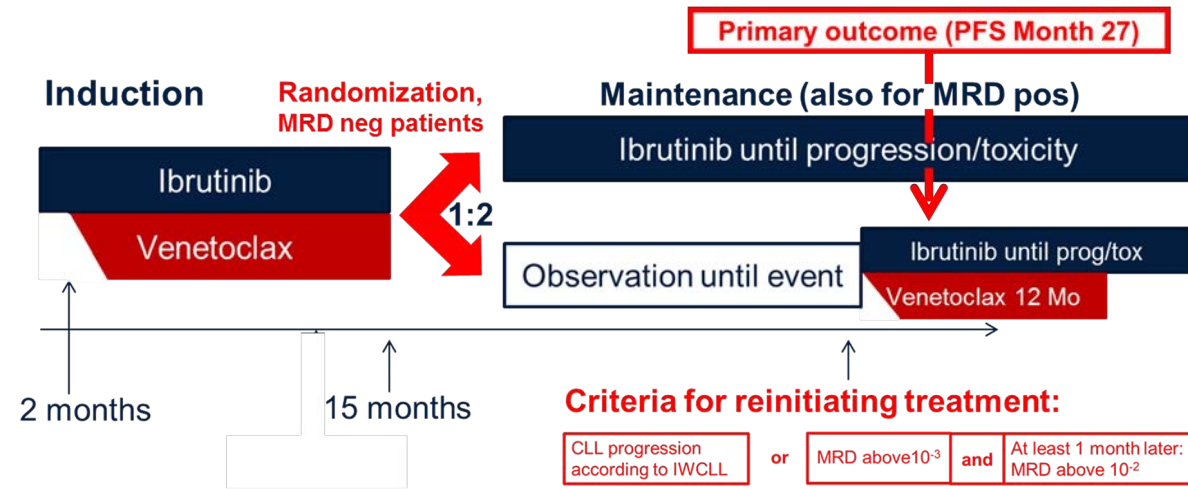 Primary outcome (PFS Month 27)
Induction
Randomization,
MRD neg patients
Maintenance (also for MRD pos)
Ibrutinib
Venetoclax
1:2
Ibrutinib until progression/toxicity
Observation until event
Ibrutinib until prog/tox
Venetoclax 12 Mo
2 months
15 months
Criteria for reinitiating treatment:
CLL progression
according to IWCLL
or
MRD above10⁻³
and
At least 1 month later:
MRD above 10⁻²